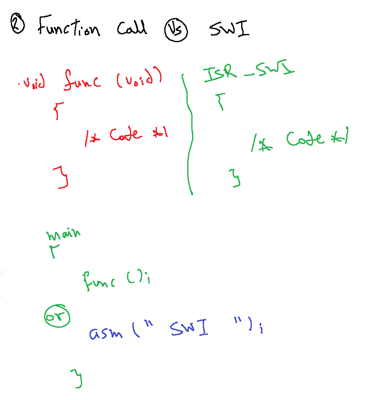 ② Function Call VS SWI
void func (void)
{
/* Code */
}
ISR_SWI
{
/* Code */
}
main
{
func ();
or
asm (" SWI ");
}